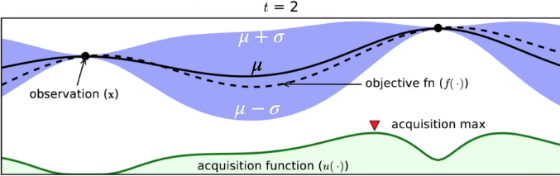 t = 2
μ + σ
μ
objective fn (f(·))
observation (x)
μ − σ
acquisition max
acquisition function (u(·))